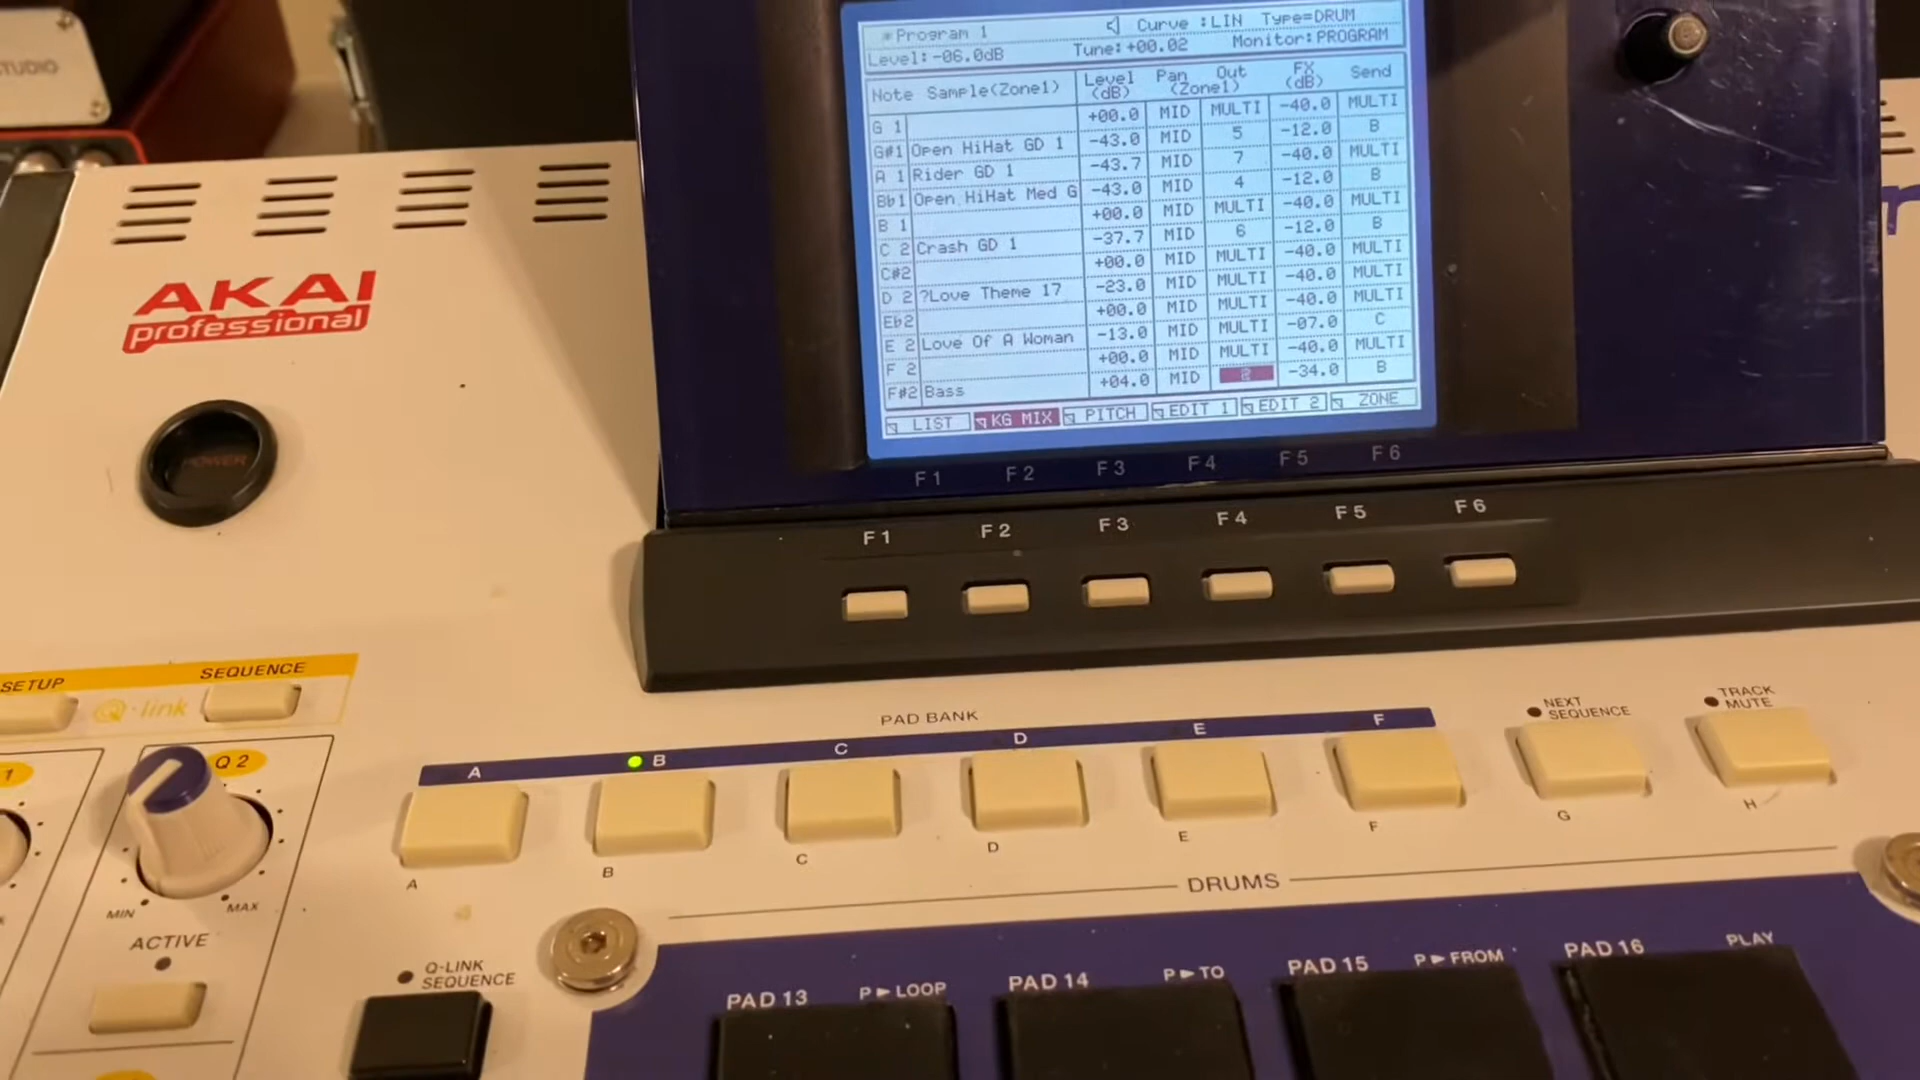 STUDIO
*Program 1 Curve :LIN Type=DRUM
Level:-06.0dB Tune:+00.02 Monitor:PROGRAM
Note Sample(Zone1) Level (dB) Pan Out (Zone1) FX (dB) Send
G 1 +00.0 MID MULTI -40.0 MULTI
G#1 Open HiHat GD 1 -43.0 MID 5 -12.0 B
A 1 Rider GD 1 -43.7 MID 7 -40.0 MULTI
Bb1 Open HiHat Med G -43.0 MID 4 -12.0 B
B 1 +00.0 MID MULTI -40.0 MULTI
C 2 Crash GD 1 -37.7 MID 6 -12.0 B
C#2 +00.0 MID MULTI -40.0 MULTI
D 2 ?Love Theme 17 -23.0 MID MULTI -40.0 MULTI
Eb2 +00.0 MID MULTI -40.0 MULTI
E 2 Love Of A Woman -13.0 MID MULTI -07.0 C
F 2 +00.0 MID MULTI -40.0 MULTI
F#2 Bass +04.0 MID 2 -34.0 B
LIST KG MIX PITCH EDIT 1 EDIT 2 ZONE
F 1 F 2 F 3 F 4 F 5 F 6
AKAI
professional
POWER
F 1 F 2 F 3 F 4 F 5 F 6
SETUP SEQUENCE
Q-link
PAD BANK
NEXT SEQUENCE
TRACK MUTE
A B C D E F
1 Q 2
A B C D E F G H
MIN MAX
DRUMS
ACTIVE
Q-LINK
SEQUENCE
PAD 13 P►LOOP PAD 14 P►TO PAD 15 P►FROM PAD 16 PLAY